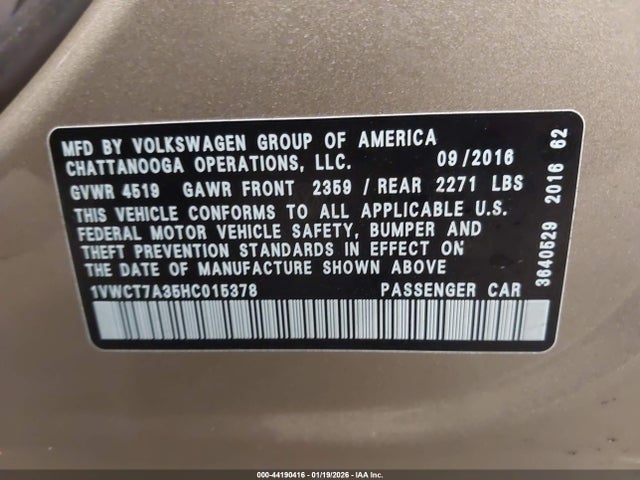 MFD BY VOLKSWAGEN GROUP OF AMERICA
CHATTANOOGA OPERATIONS, LLC. 09/2016
GVWR 4519 GAWR FRONT 2359 / REAR 2271 LBS
THIS VEHICLE CONFORMS TO ALL APPLICABLE U.S.
FEDERAL MOTOR VEHICLE SAFETY, BUMPER AND
THEFT PREVENTION STANDARDS IN EFFECT ON
THE DATE OF MANUFACTURE SHOWN ABOVE.
1VWCT7A35HC015378 PASSENGER CAR
3640529 2016 62
000-44190416 - 01/19/2026 - IAA Inc.